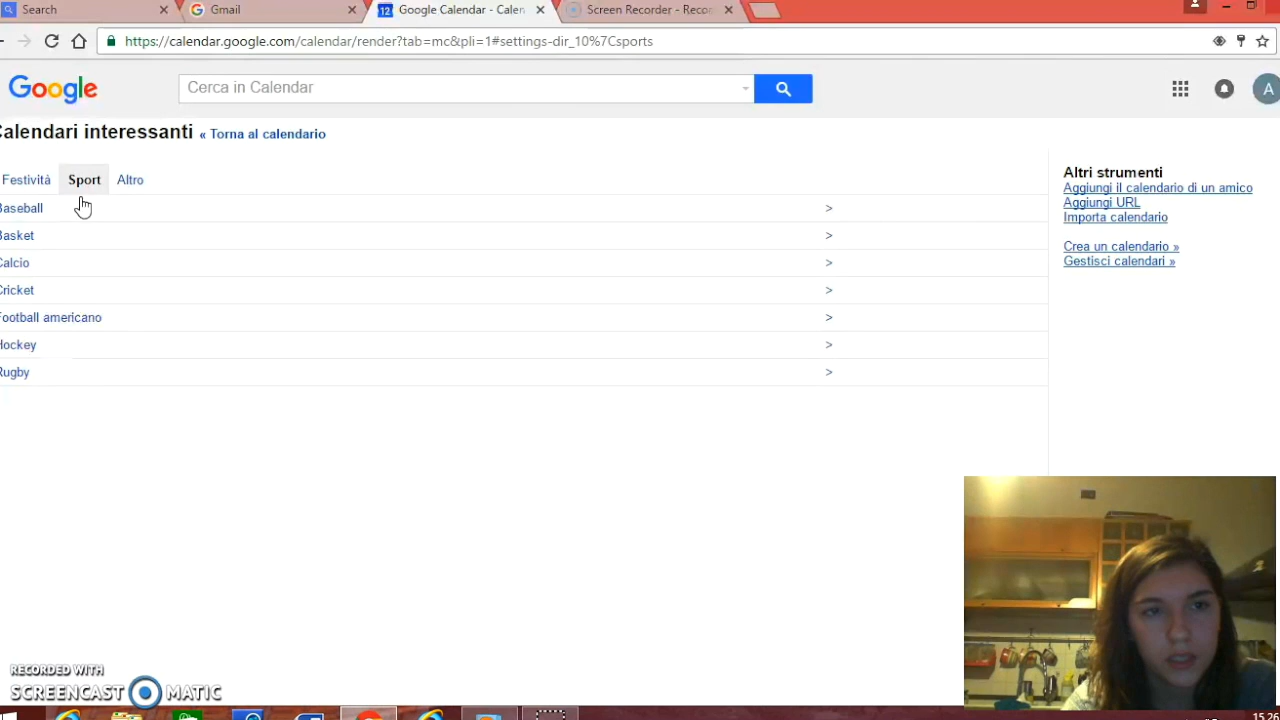 Search
Gmail
Google Calendar - Calen
Screen Recorder - Reco
https://calendar.google.com/calendar/render?tab=mc&pli=1#settings-dir_10%7Csports
Google
Cerca in Calendar
A
alendari interessanti « Torna al calendario
Festività
Sport
Altro
Baseball >
Basket >
Calcio >
Cricket >
Football americano >
Hockey >
Rugby >
Altri strumenti
Aggiungi il calendario di un amico
Aggiungi URL
Importa calendario
Crea un calendario »
Gestisci calendari »
RECORDED WITH
SCREENCAST MATIC
15:26